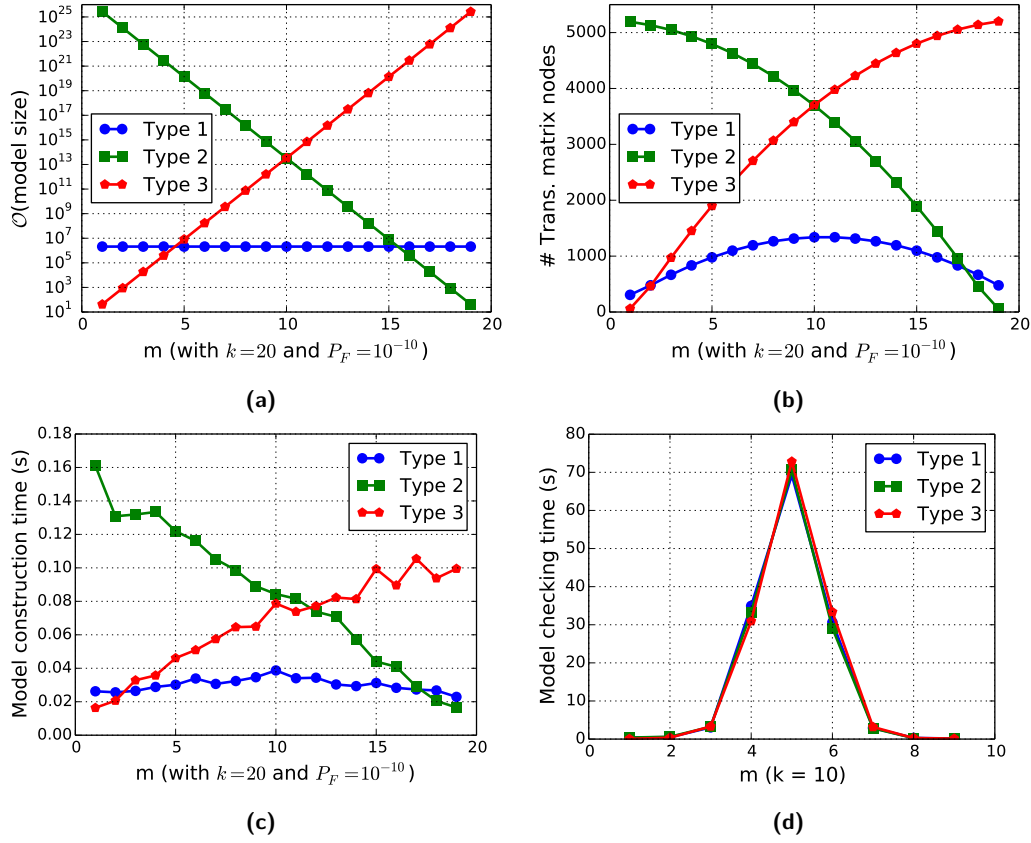 O(model size)
10^25
10^23
10^21
10^19
10^17
10^15
10^13
10^11
10^9
10^7
10^5
10^3
10^1
Type 1
Type 2
Type 3
0 5 10 15 20
m (with k=20 and P_F=10^-10)
(a)
# Trans. matrix nodes
5000
4000
3000
2000
1000
0
Type 1
Type 2
Type 3
0 5 10 15 20
m (with k=20 and P_F=10^-10)
(b)
Model construction time (s)
0.18
0.16
0.14
0.12
0.10
0.08
0.06
0.04
0.02
0.00
Type 1
Type 2
Type 3
0 5 10 15 20
m (with k=20 and P_F=10^-10)
(c)
Model checking time (s)
80
70
60
50
40
30
20
10
0
Type 1
Type 2
Type 3
0 2 4 6 8 10
m (k = 10)
(d)